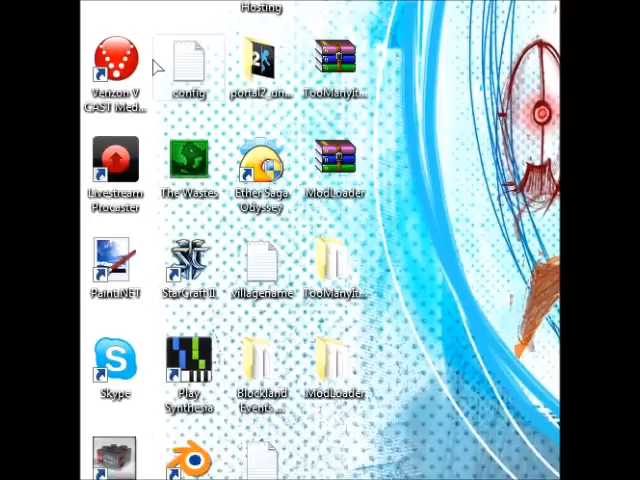 Hosting
Verizon V
CAST Med...
config
portal2_un...
TooManyIt...
2
Livestream
Procaster
The Wastes
Ether Saga
Odyssey
ModLoader
Paint.NET
StarCraft II
villagename
TooManyIt...
Skype
Play
Synthesia
Blockland
Events ...
ModLoader